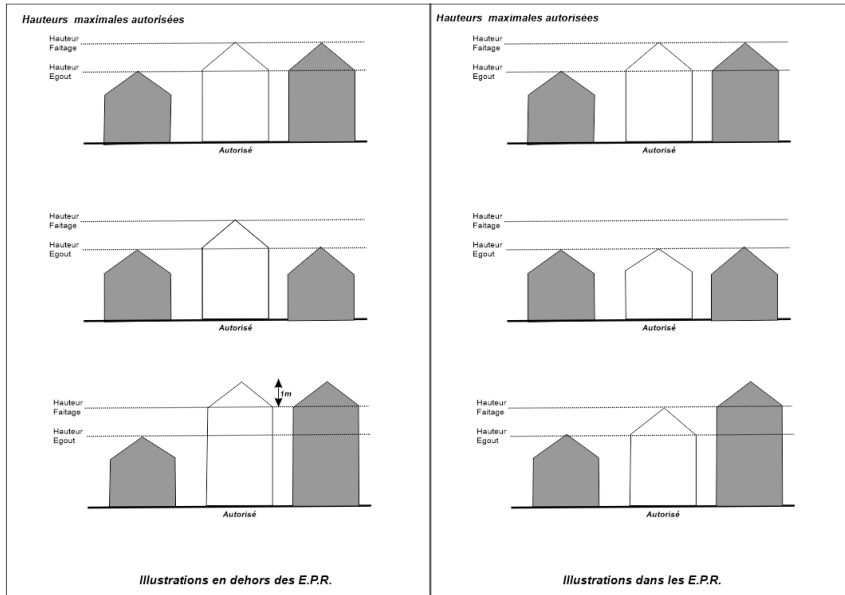 Hauteurs maximales autorisées
Hauteur
Faitage
Hauteur
Egout
Autorisé
Hauteur
Faitage
Hauteur
Egout
Autorisé
1m
Hauteur
Faitage
Hauteur
Egout
Autorisé
Illustrations en dehors des E.P.R.
Hauteurs maximales autorisées
Hauteur
Faitage
Hauteur
Egout
Autorisé
Hauteur
Faitage
Hauteur
Egout
Autorisé
Hauteur
Faitage
Hauteur
Egout
Autorisé
Illustrations dans les E.P.R.